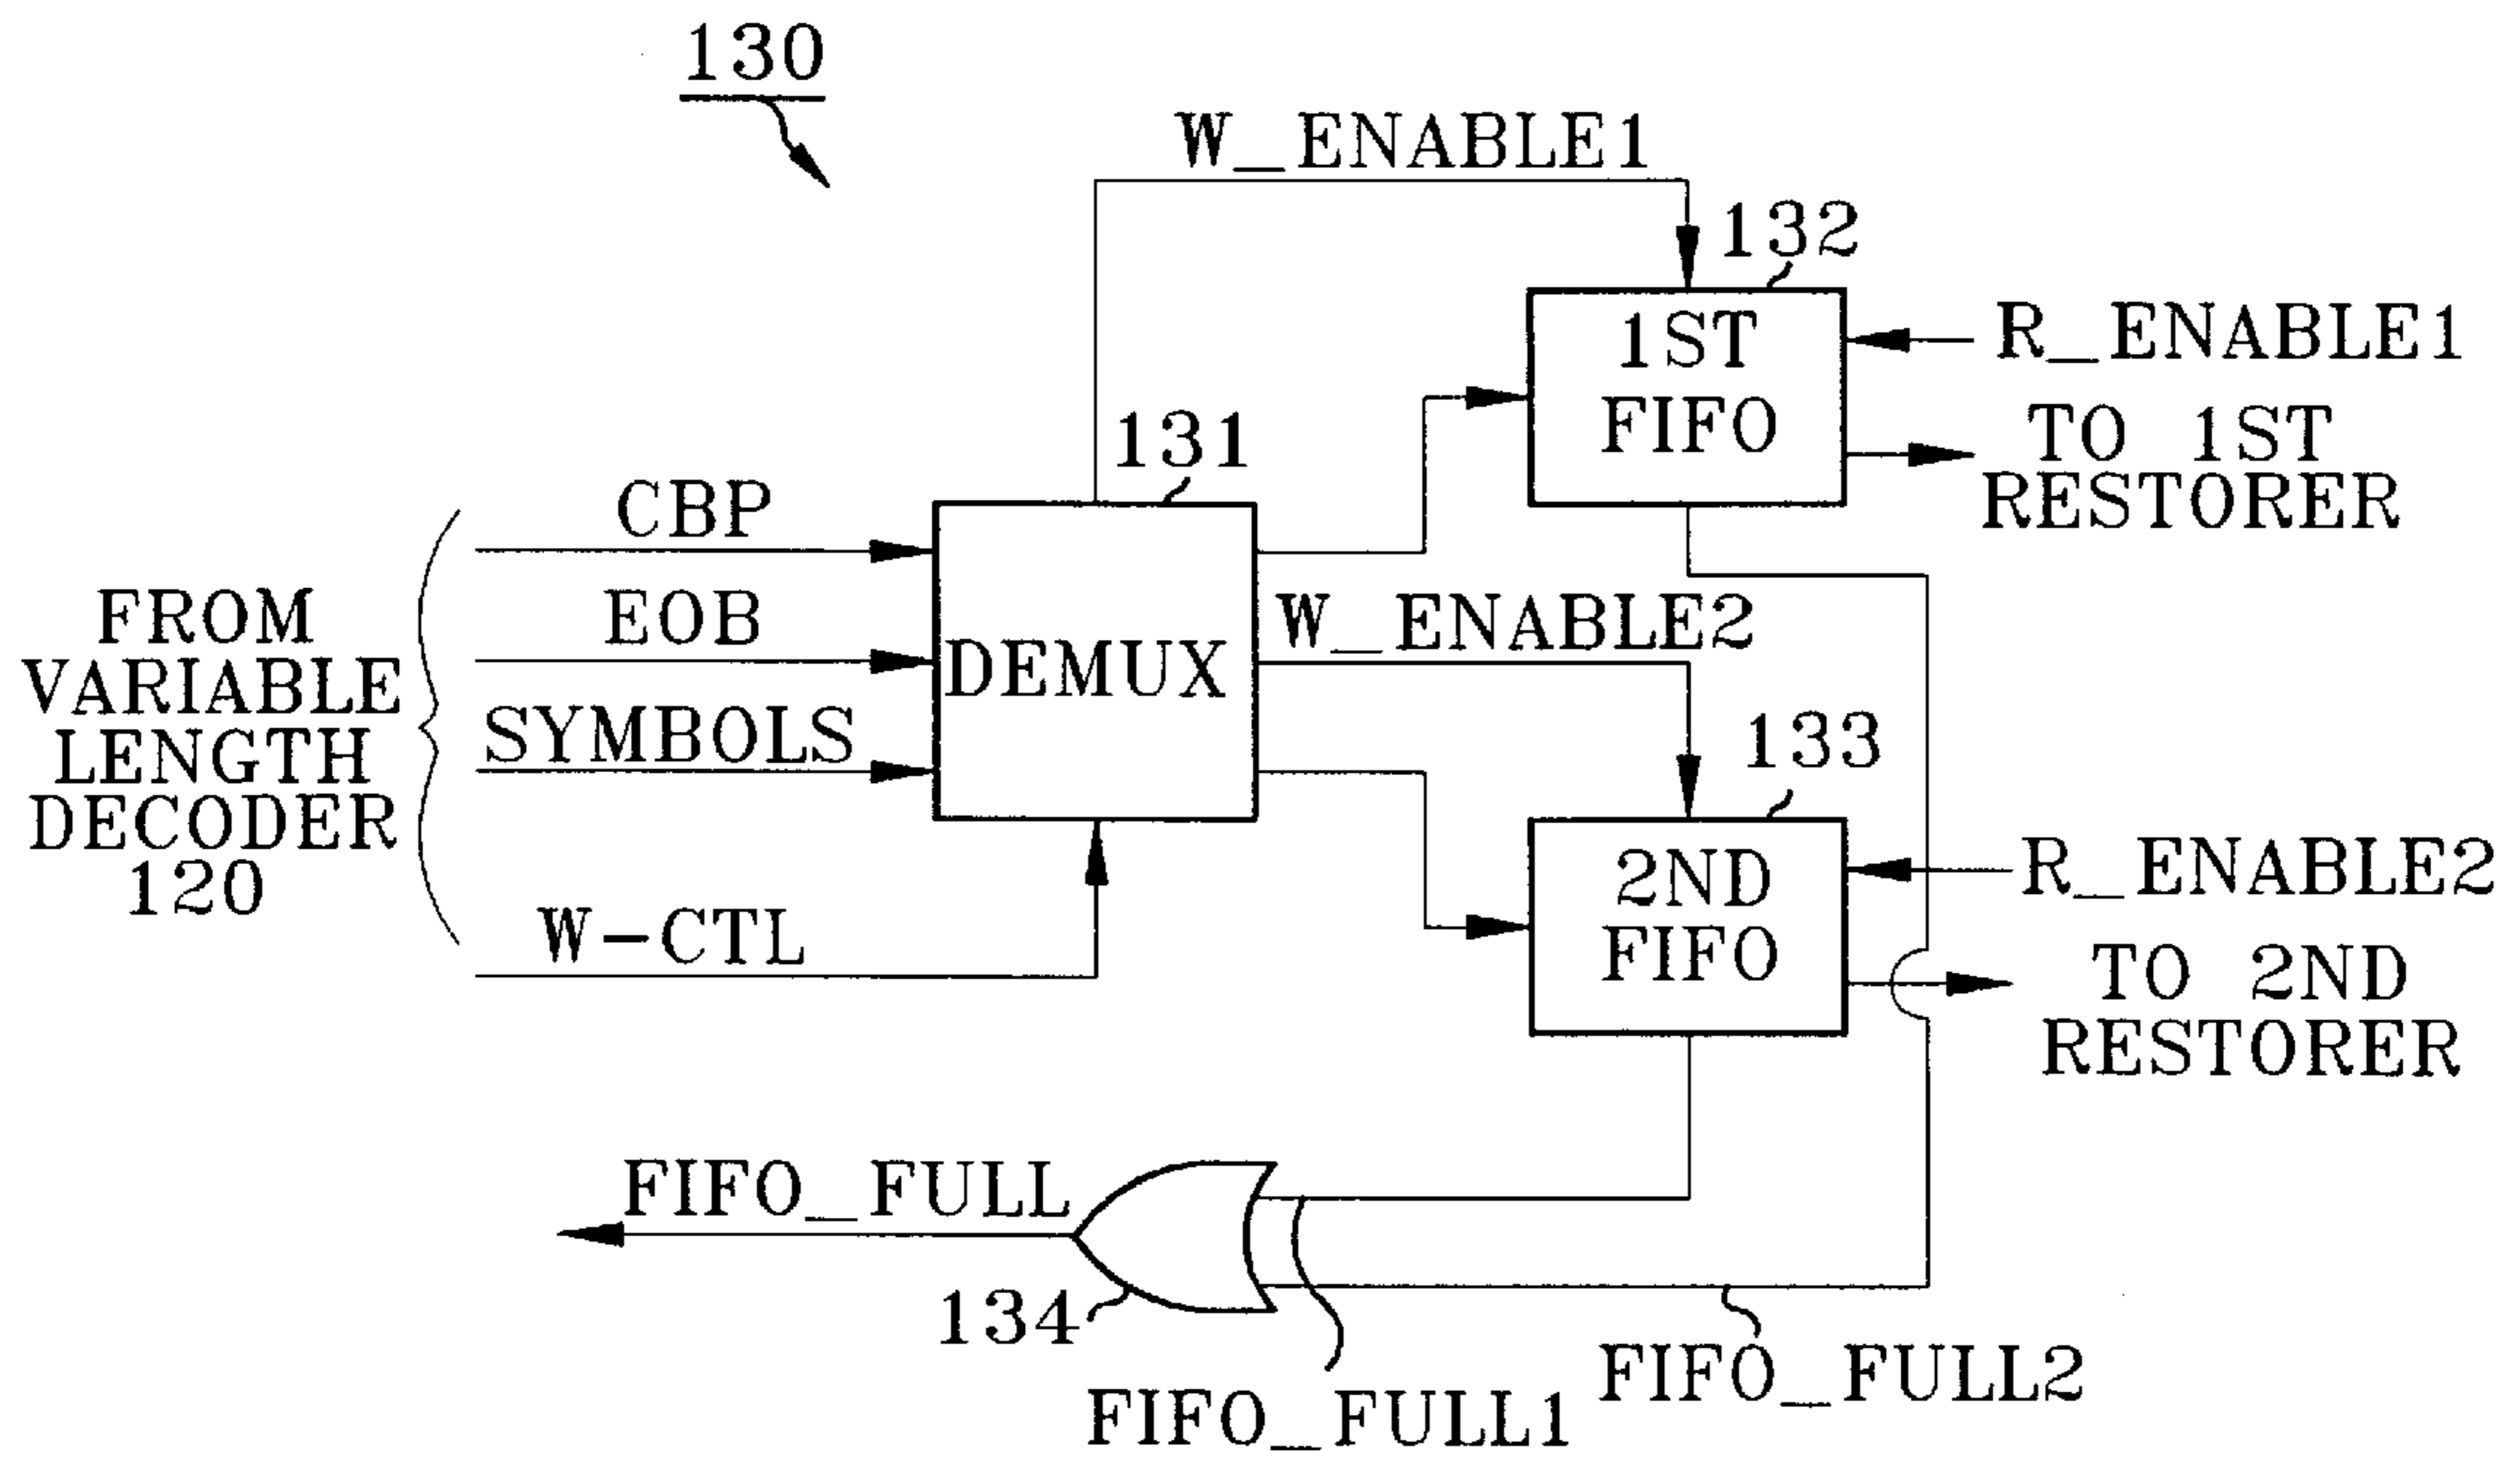 130
W_ENABLE1
132
1ST
FIFO
R_ENABLE1
TO 1ST
RESTORER
131
CBP
EOB
SYMBOLS
W-CTL
FROM
VARIABLE
LENGTH
DECODER
120
DEMUX
W_ENABLE2
133
2ND
FIFO
R_ENABLE2
TO 2ND
RESTORER
FIFO_FULL
134
FIFO_FULL1
FIFO_FULL2